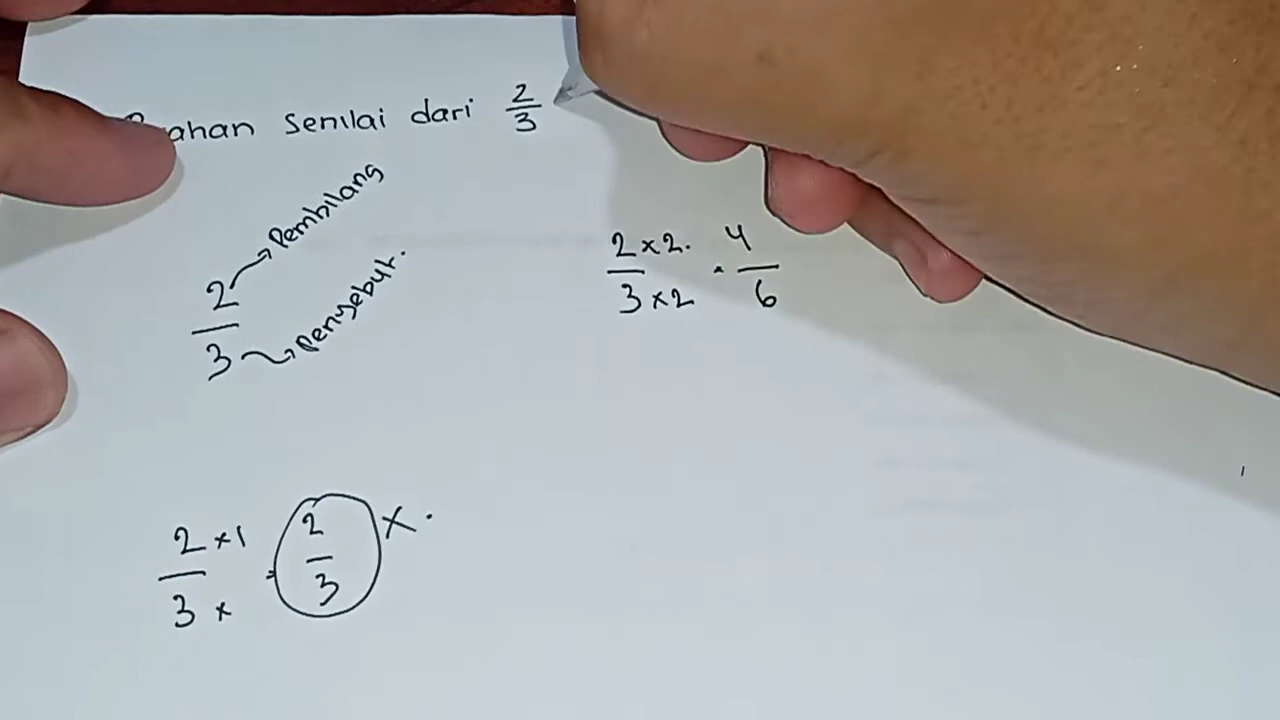 ahan Senilai dari 2/3
2/3
Pembilang
Penyebut.
2 × 2. / 3 × 2 = 4/6
2 × 1 / 3 × = 2/3 X.